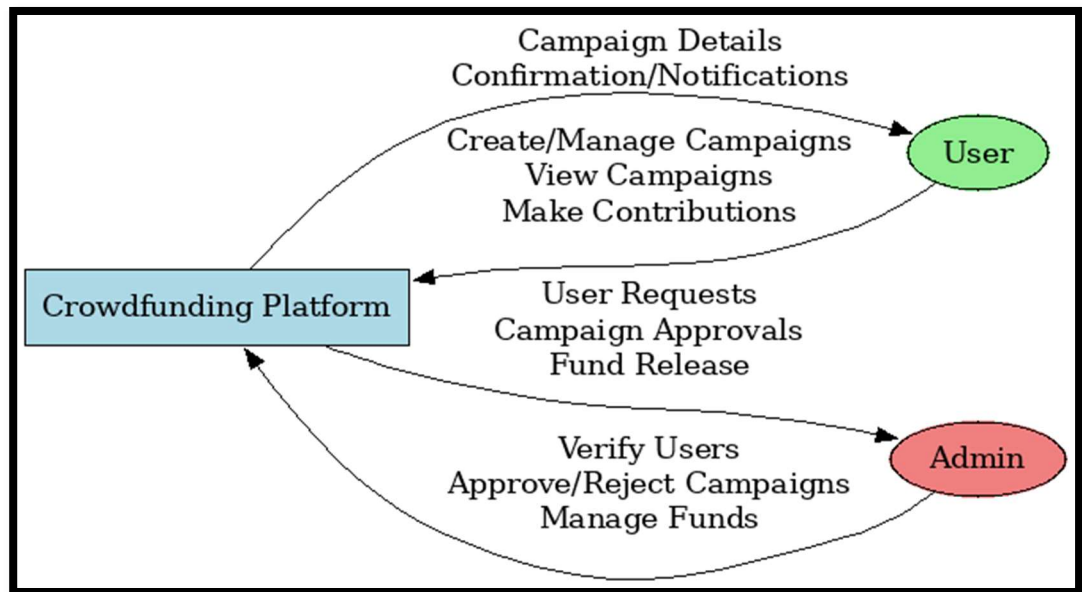 Campaign Details
Confirmation/Notifications
Create/Manage Campaigns
View Campaigns
Make Contributions
User
Crowdfunding Platform
User Requests
Campaign Approvals
Fund Release
Verify Users
Approve/Reject Campaigns
Manage Funds
Admin